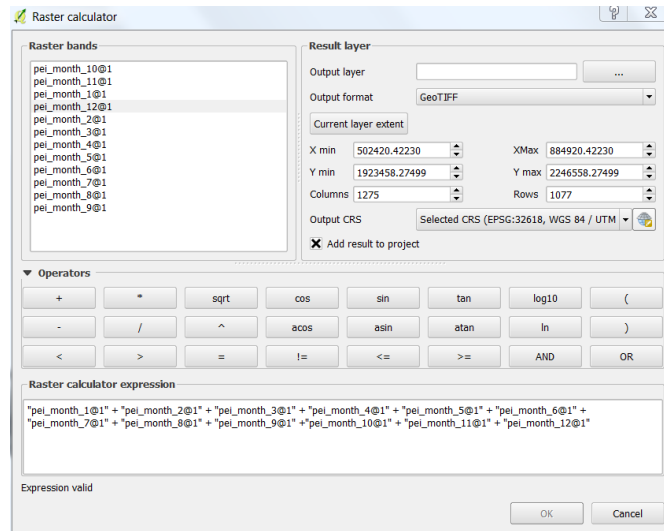 Raster calculator
Raster bands
pei_month_10@1
pei_month_11@1
pei_month_1@1
pei_month_12@1
pei_month_2@1
pei_month_3@1
pei_month_4@1
pei_month_5@1
pei_month_6@1
pei_month_7@1
pei_month_8@1
pei_month_9@1
Result layer
Output layer ...
Output format GeoTIFF
Current layer extent
X min 502420.42230 XMax 884920.42230
Y min 1923458.27499 Y max 2246558.27499
Columns 1275 Rows 1077
Output CRS Selected CRS (EPSG:32618, WGS 84 / UTM
Add result to project
Operators
+ * sqrt cos sin tan log10 (
- / ^ acos asin atan ln )
< > = != <= >= AND OR
Raster calculator expression
"pei_month_1@1" + "pei_month_2@1" + "pei_month_3@1" + "pei_month_4@1" + "pei_month_5@1" + "pei_month_6@1" +
"pei_month_7@1" + "pei_month_8@1" + "pei_month_9@1" +"pei_month_10@1" + "pei_month_11@1" + "pei_month_12@1"
Expression valid
OK Cancel